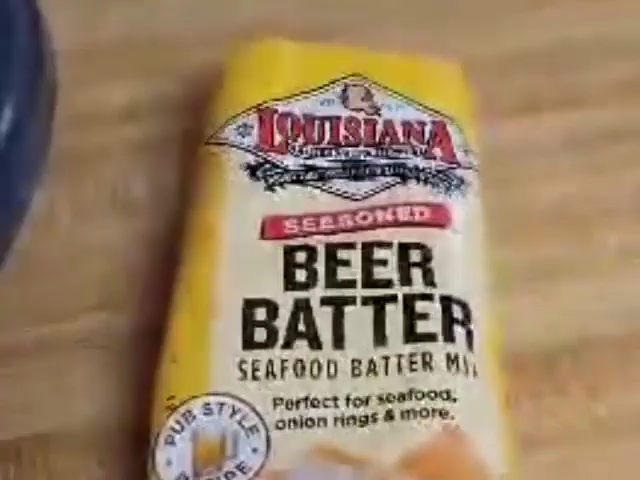 LOUISIANA
SEASONED
BEER
BATTER
SEAFOOD BATTER MIX
Perfect for seafood,
onion rings & more.
PUB STYLE